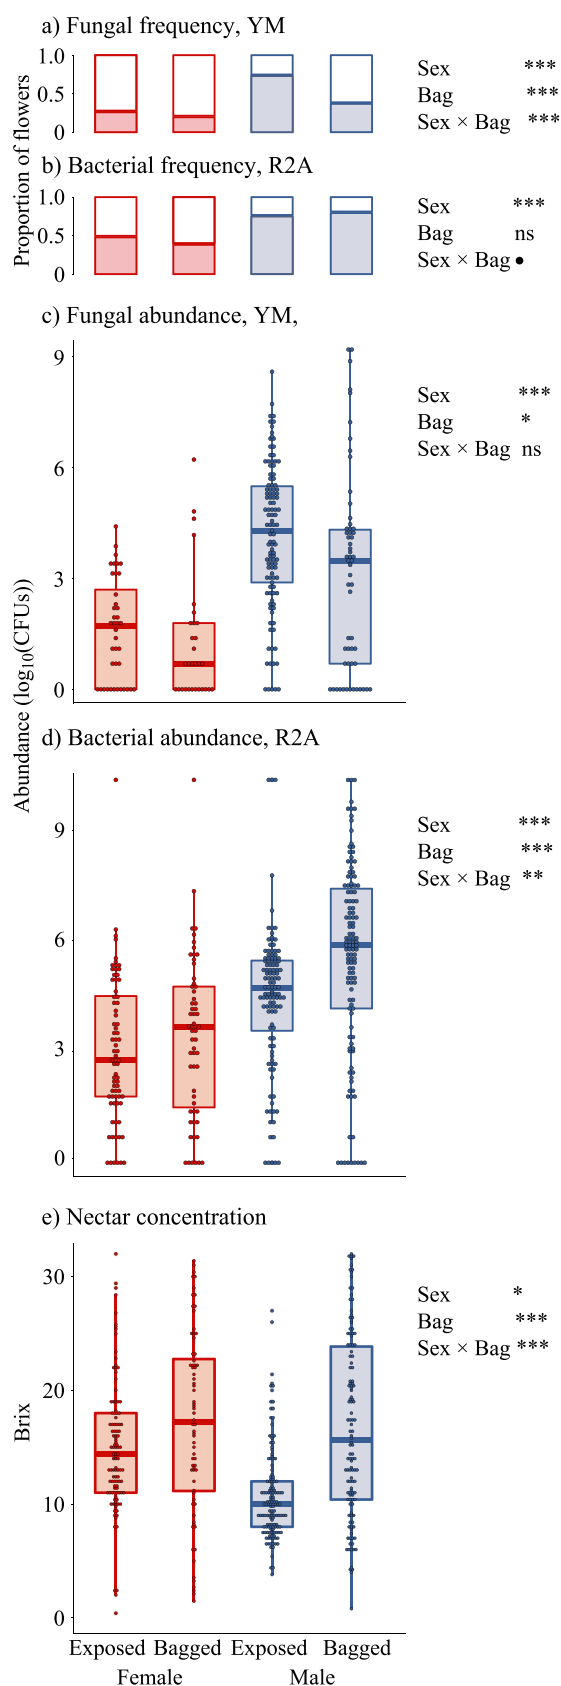 a) Fungal frequency, YM
Proportion of flowers
1.0
0.5
0
Sex ***
Bag ***
Sex × Bag ***
b) Bacterial frequency, R2A
1.0
0.5
0
Sex ***
Bag ns
Sex × Bag •
c) Fungal abundance, YM,
Abundance (log10(CFUs))
9
6
3
0
Sex ***
Bag *
Sex × Bag ns
d) Bacterial abundance, R2A
9
6
3
0
Sex ***
Bag ***
Sex × Bag **
e) Nectar concentration
Brix
30
20
10
0
Sex *
Bag ***
Sex × Bag ***
Exposed Bagged Exposed Bagged
Female Male